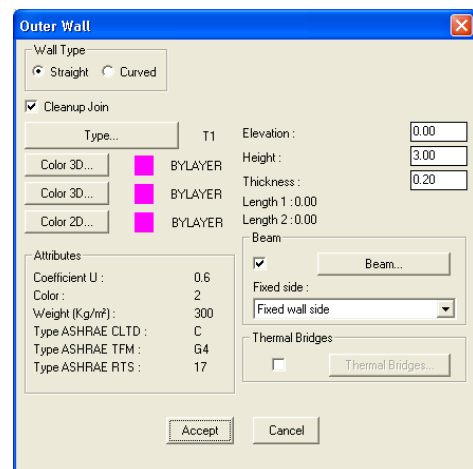 Outer Wall
Wall Type
Straight Curved
Cleanup Join
Type... T1
Color 3D... BYLAYER
Color 3D... BYLAYER
Color 2D... BYLAYER
Elevation : 0.00
Height : 3.00
Thickness : 0.20
Length 1 :0.00
Length 2 :0.00
Attributes
Coefficient U : 0.6
Color : 2
Weight (Kg/m²) : 300
Type ASHRAE CLTD : C
Type ASHRAE TFM : G4
Type ASHRAE RTS : 17
Beam
Beam...
Fixed side :
Fixed wall side
Thermal Bridges
Thermal Bridges...
Accept Cancel